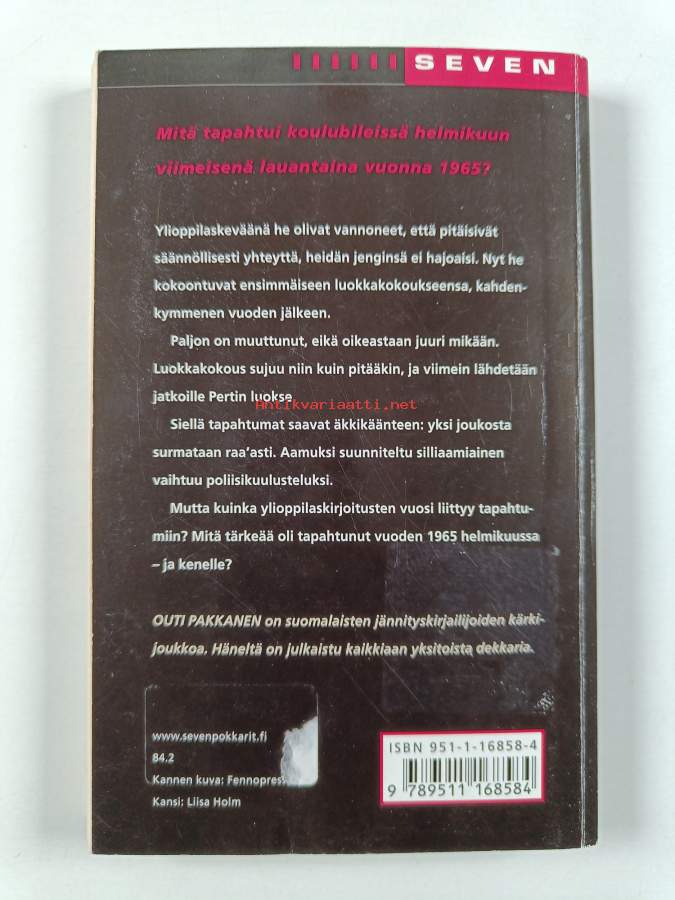 SEVEN
Mitä tapahtui koulubileissä helmikuun
viimeisenä lauantaina vuonna 1965?
Ylioppilaskeväänä he olivat vannoneet, että pitäisivät
säännöllisesti yhteyttä, heidän jenginsä ei hajoaisi. Nyt he
kokoontuvat ensimmäiseen luokkakokoukseensa, kahden-
kymmenen vuoden jälkeen.
Paljon on muuttunut, eikä oikeastaan juuri mikään.
Luokkakokous sujuu niin kuin pitääkin, ja viimein lähdetään
jatkoille Pertin luokse.
Antikvariaatti.net
Siellä tapahtumat saavat äkkikäänteen: yksi joukosta
surmataan raa'asti. Aamuksi suunniteltu silliaamiainen
vaihtuu poliisikuulusteluksi.
Mutta kuinka ylioppilaskirjoitusten vuosi liittyy tapahtu-
miin? Mitä tärkeää oli tapahtunut vuoden 1965 helmikuussa
– ja kenelle?
OUTI PAKKANEN on suomalaisten jännityskirjailijoiden kärki-
joukkoa. Häneltä on julkaistu kaikkiaan yksitoista dekkaria.
www.sevenpokkarit.fi
84.2
Kannen kuva: Fennopress
Kansi: Liisa Holm
ISBN 951-1-16858-4
9 789511 168584